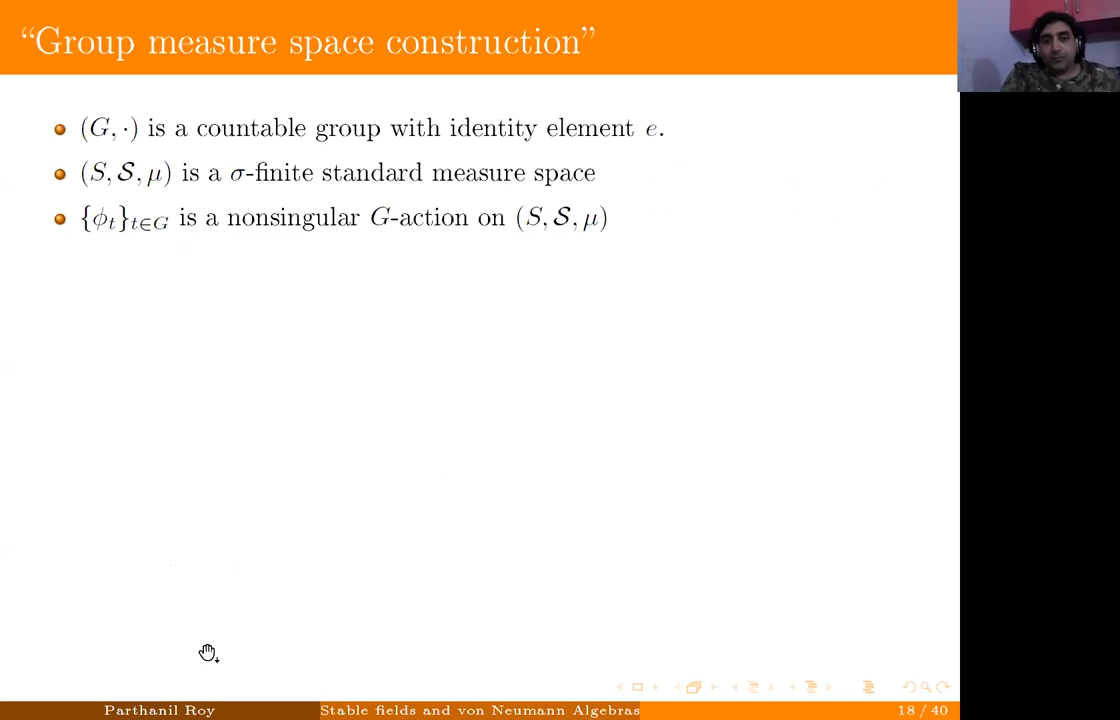 “Group measure space construction”
(G, ·) is a countable group with identity element e.
(S, 𝒮, μ) is a σ-finite standard measure space
{ϕₜ}ₜ∈G is a nonsingular G-action on (S, 𝒮, μ)
Parthanil Roy Stable fields and von Neumann Algebras 18 / 40